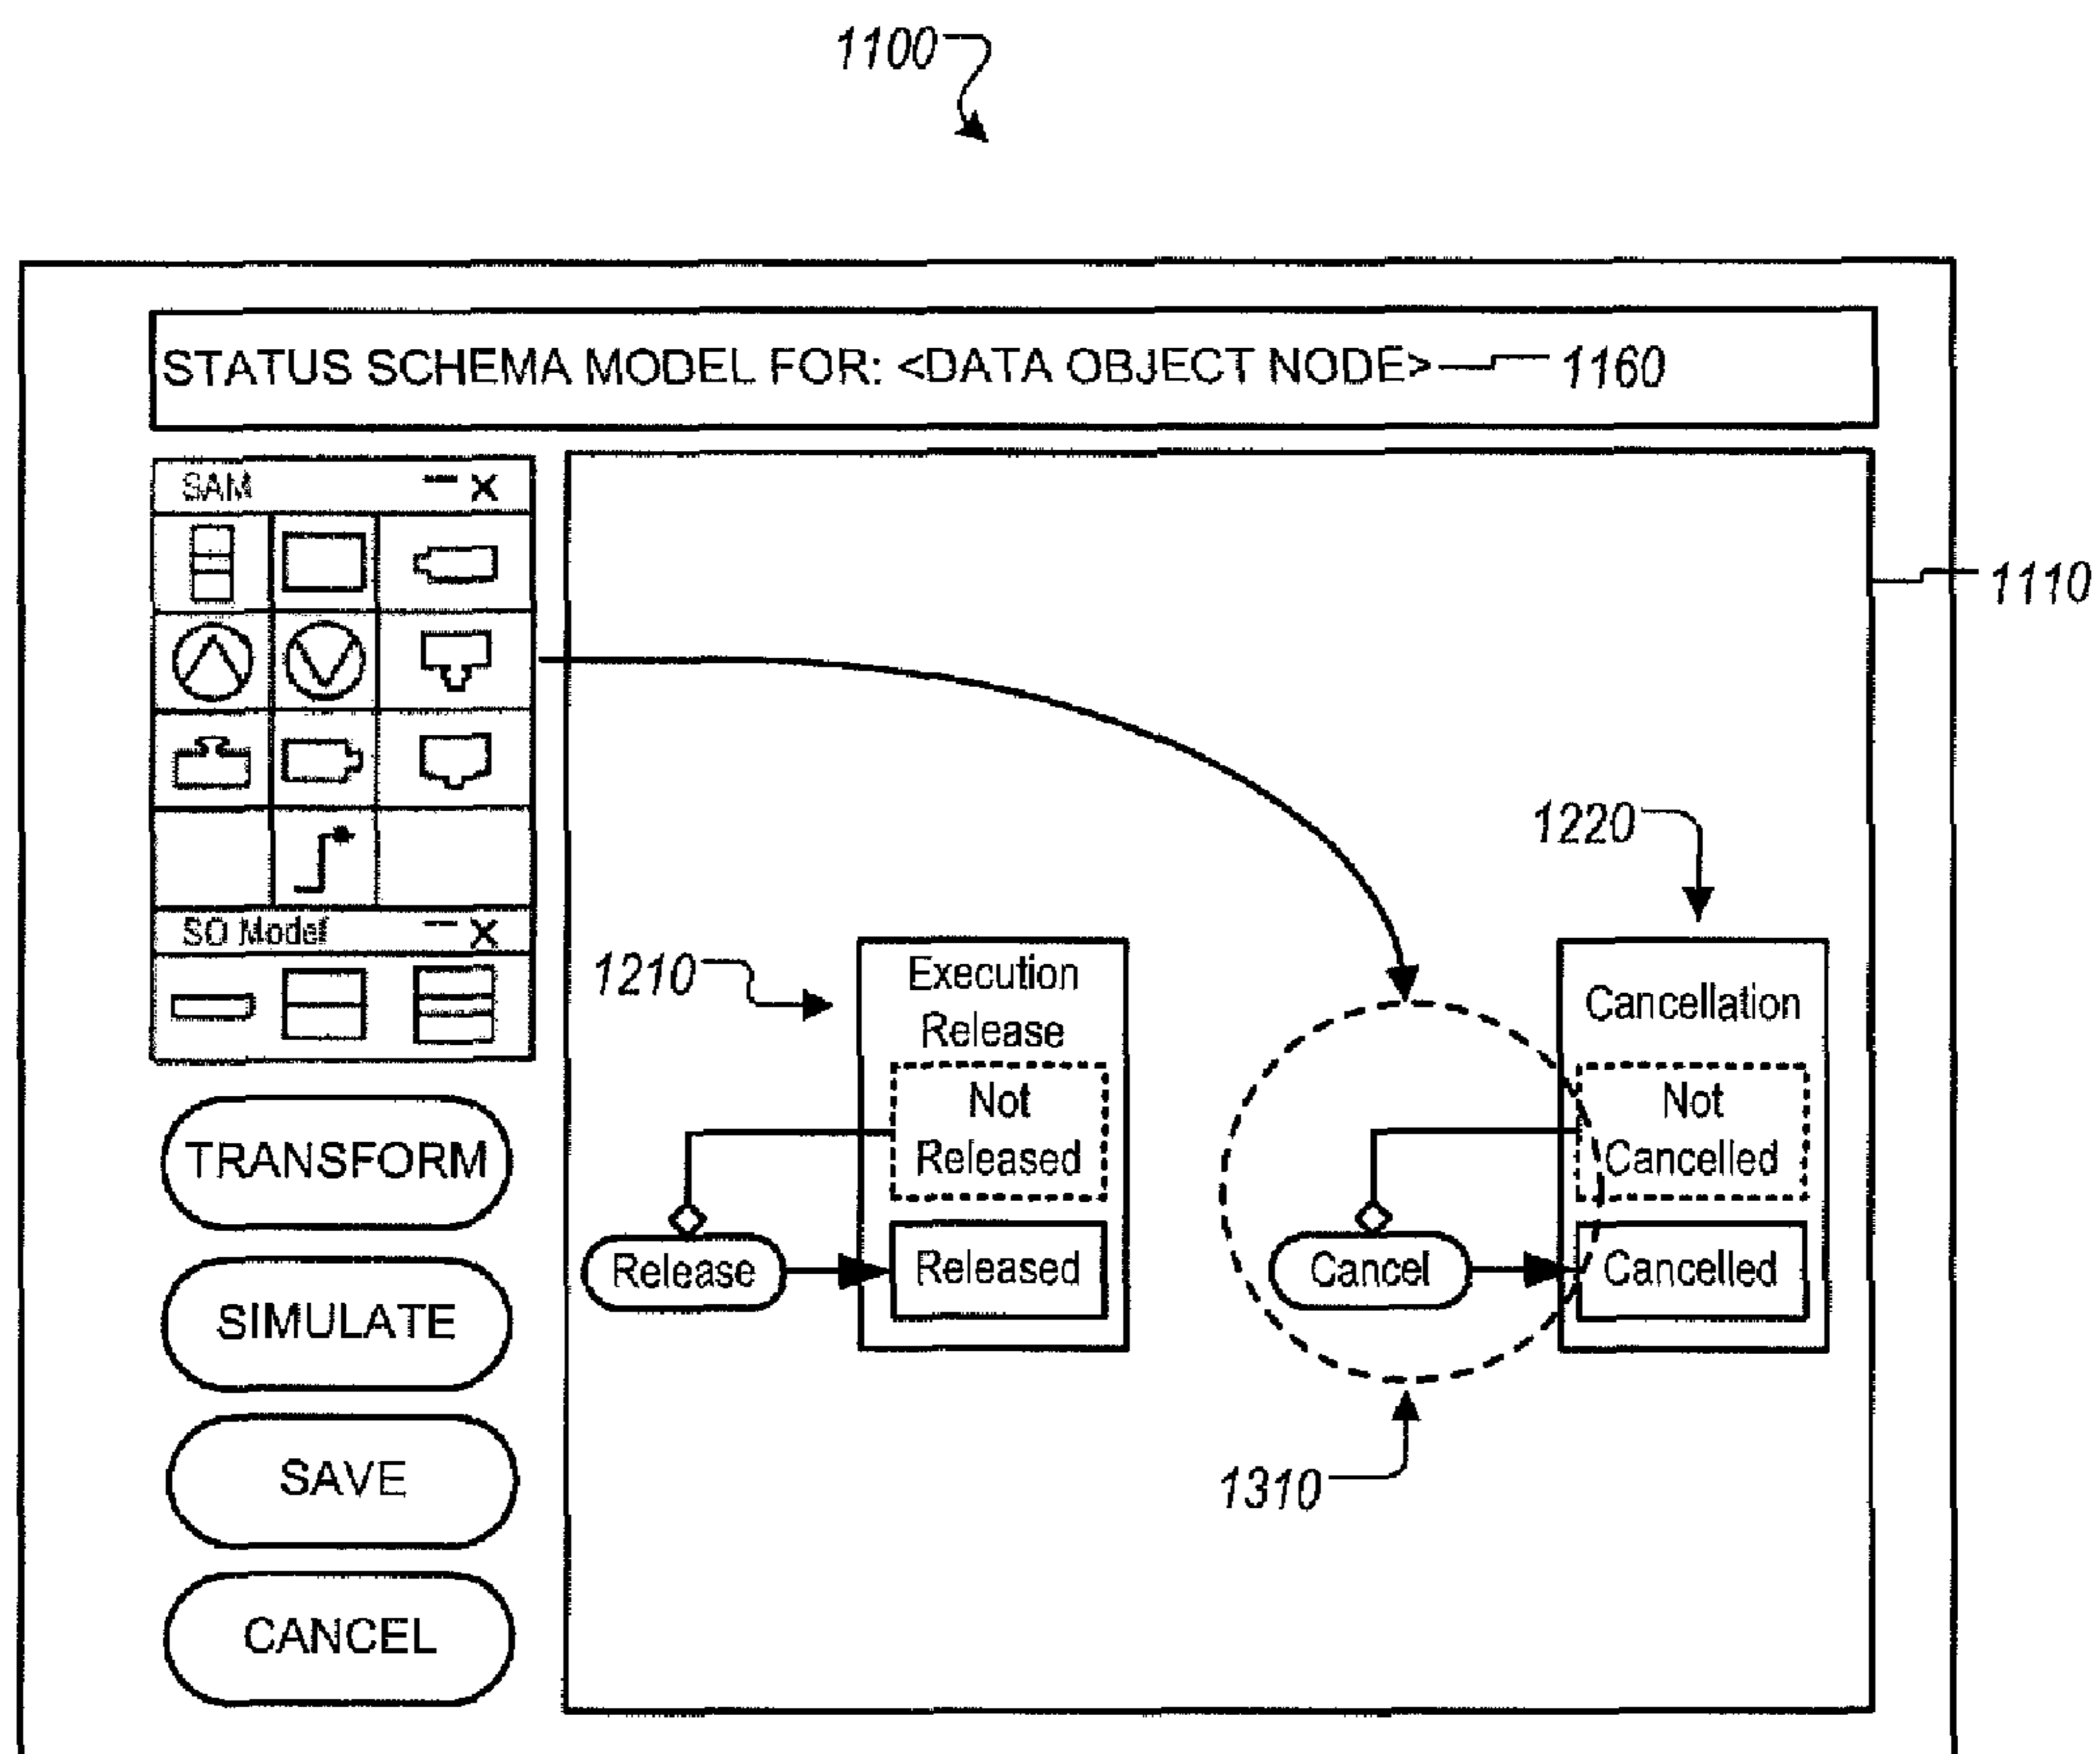 1100
STATUS SCHEMA MODEL FOR: <DATA OBJECT NODE>
1160
SAM
1110
1220
SO Model
1210
Execution
Release
Not
Released
Release
Released
Cancellation
Not
Cancelled
Cancel
Cancelled
1310
TRANSFORM
SIMULATE
SAVE
CANCEL